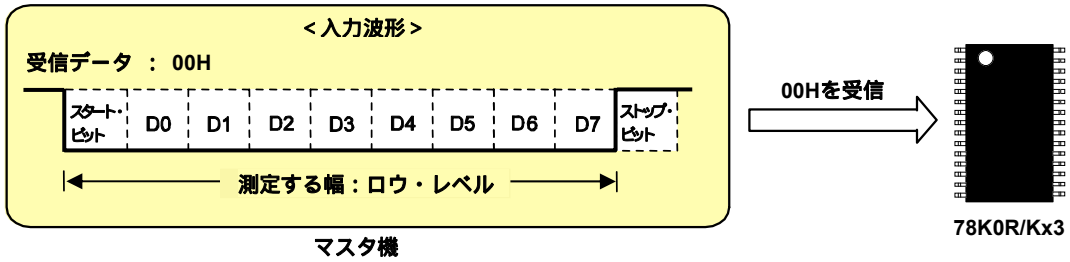 ＜入力波形＞
受信データ ： 00H
スタート・ビット D0 D1 D2 D3 D4 D5 D6 D7 ストップ・ビット
測定する幅：ロウ・レベル
マスタ機
00Hを受信
78K0R/Kx3